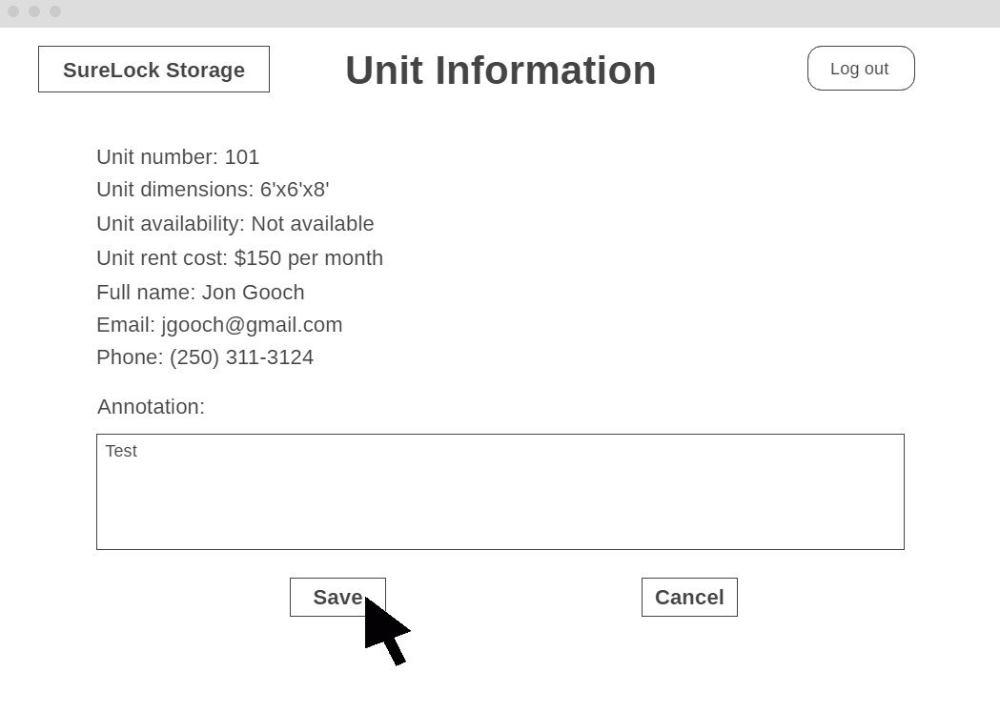 SureLock Storage
Unit Information
Log out
Unit number: 101
Unit dimensions: 6'x6'x8'
Unit availability: Not available
Unit rent cost: $150 per month
Full name: Jon Gooch
Email: jgooch@gmail.com
Phone: (250) 311-3124
Annotation:
Test
Save
Cancel